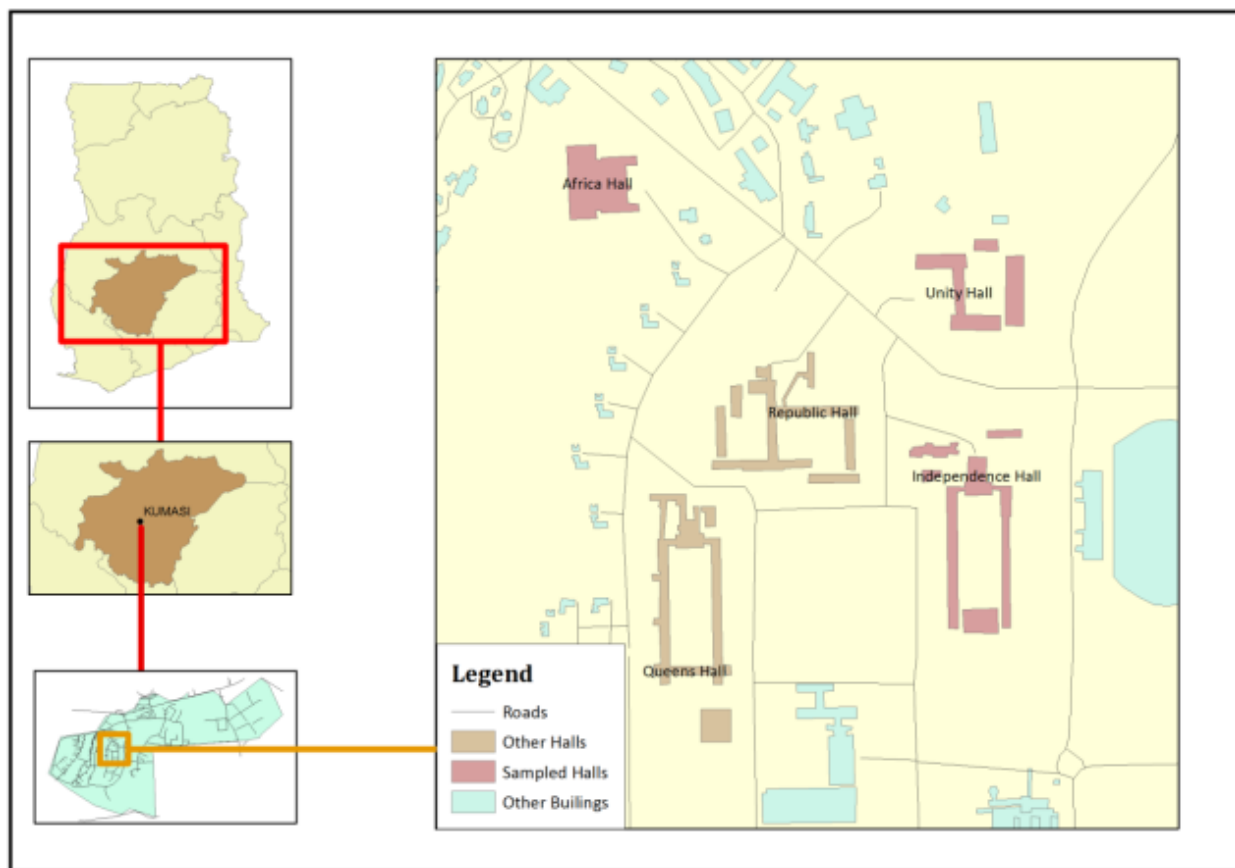 Africa Hall
Unity Hall
Republic Hall
Independence Hall
KUMASI
Queens Hall
Legend
Roads
Other Halls
Sampled Halls
Other Builings